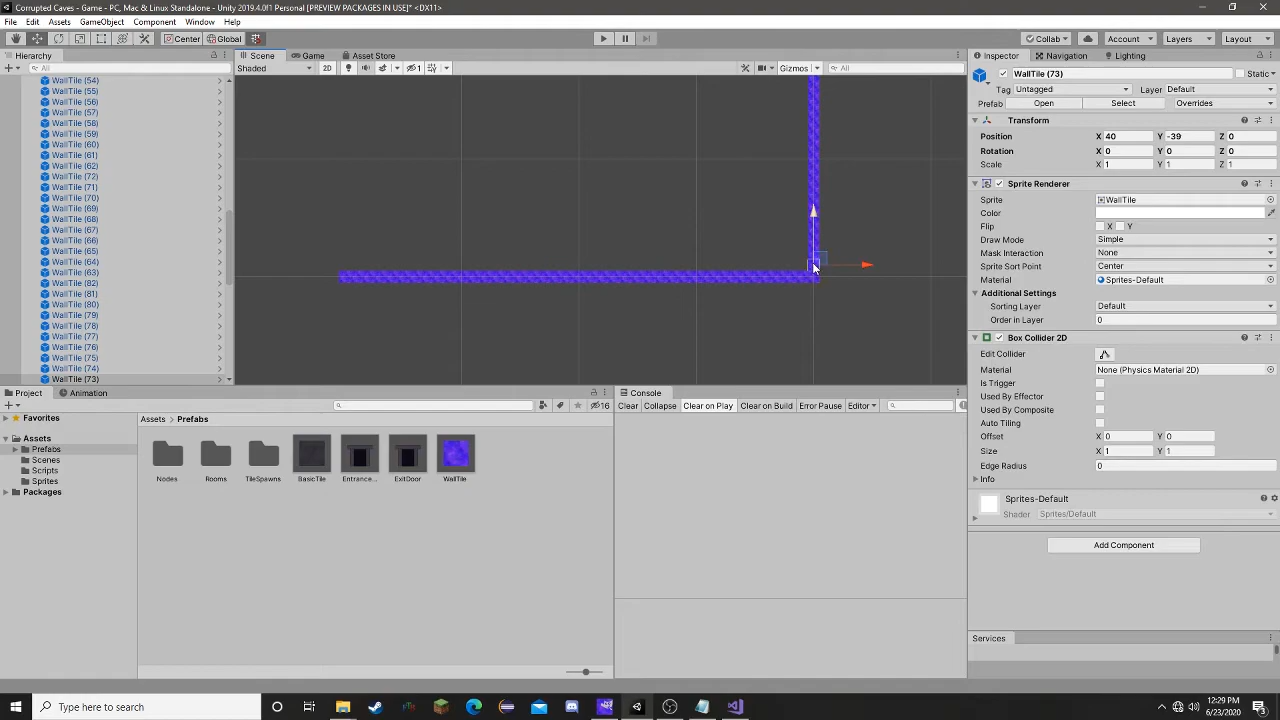 Corrupted Caves - Game - PC, Mac & Linux Standalone - Unity 2019.4.0f1 Personal [PREVIEW PACKAGES IN USE]* <DX11>
File Edit Assets GameObject Component Window Help
Center Global Collab Account Layers Layout
Hierarchy Scene Game Asset Store Inspector Navigation Lighting
All
Shaded 2D 1 Gizmos All
WallTile (73) Static
Tag Untagged Layer Default
Prefab Open Select Overrides
WallTile (54)
WallTile (55)
WallTile (56)
WallTile (57)
WallTile (58)
WallTile (59)
WallTile (60)
WallTile (61)
WallTile (62)
WallTile (72)
WallTile (71)
WallTile (70)
WallTile (69)
WallTile (68)
WallTile (67)
WallTile (66)
WallTile (65)
WallTile (64)
WallTile (63)
WallTile (82)
WallTile (81)
WallTile (80)
WallTile (79)
WallTile (78)
WallTile (77)
WallTile (76)
WallTile (75)
WallTile (74)
WallTile (73)
Transform
Position X 40 Y -39 Z 0
Rotation X 0 Y 0 Z 0
Scale X 1 Y 1 Z 1
Sprite Renderer
Sprite WallTile
Color
Flip X Y
Draw Mode Simple
Mask Interaction None
Sprite Sort Point Center
Material Sprites-Default
Additional Settings
Sorting Layer Default
Order in Layer 0
Box Collider 2D
Edit Collider
Material None (Physics Material 2D)
Is Trigger
Used By Effector
Used By Composite
Auto Tiling
Offset X 0 Y 0
Size X 1 Y 1
Edge Radius 0
Info
Sprites-Default
Shader Sprites/Default
Add Component
Services
Project Animation
16
Favorites
Assets
Prefabs
Scenes
Scripts
Sprites
Packages
Assets > Prefabs
Nodes Rooms TileSpawns BasicTile Entrance... ExitDoor WallTile
Console
Clear Collapse Clear on Play Clear on Build Error Pause Editor
Type here to search
12:29 PM
6/23/2020